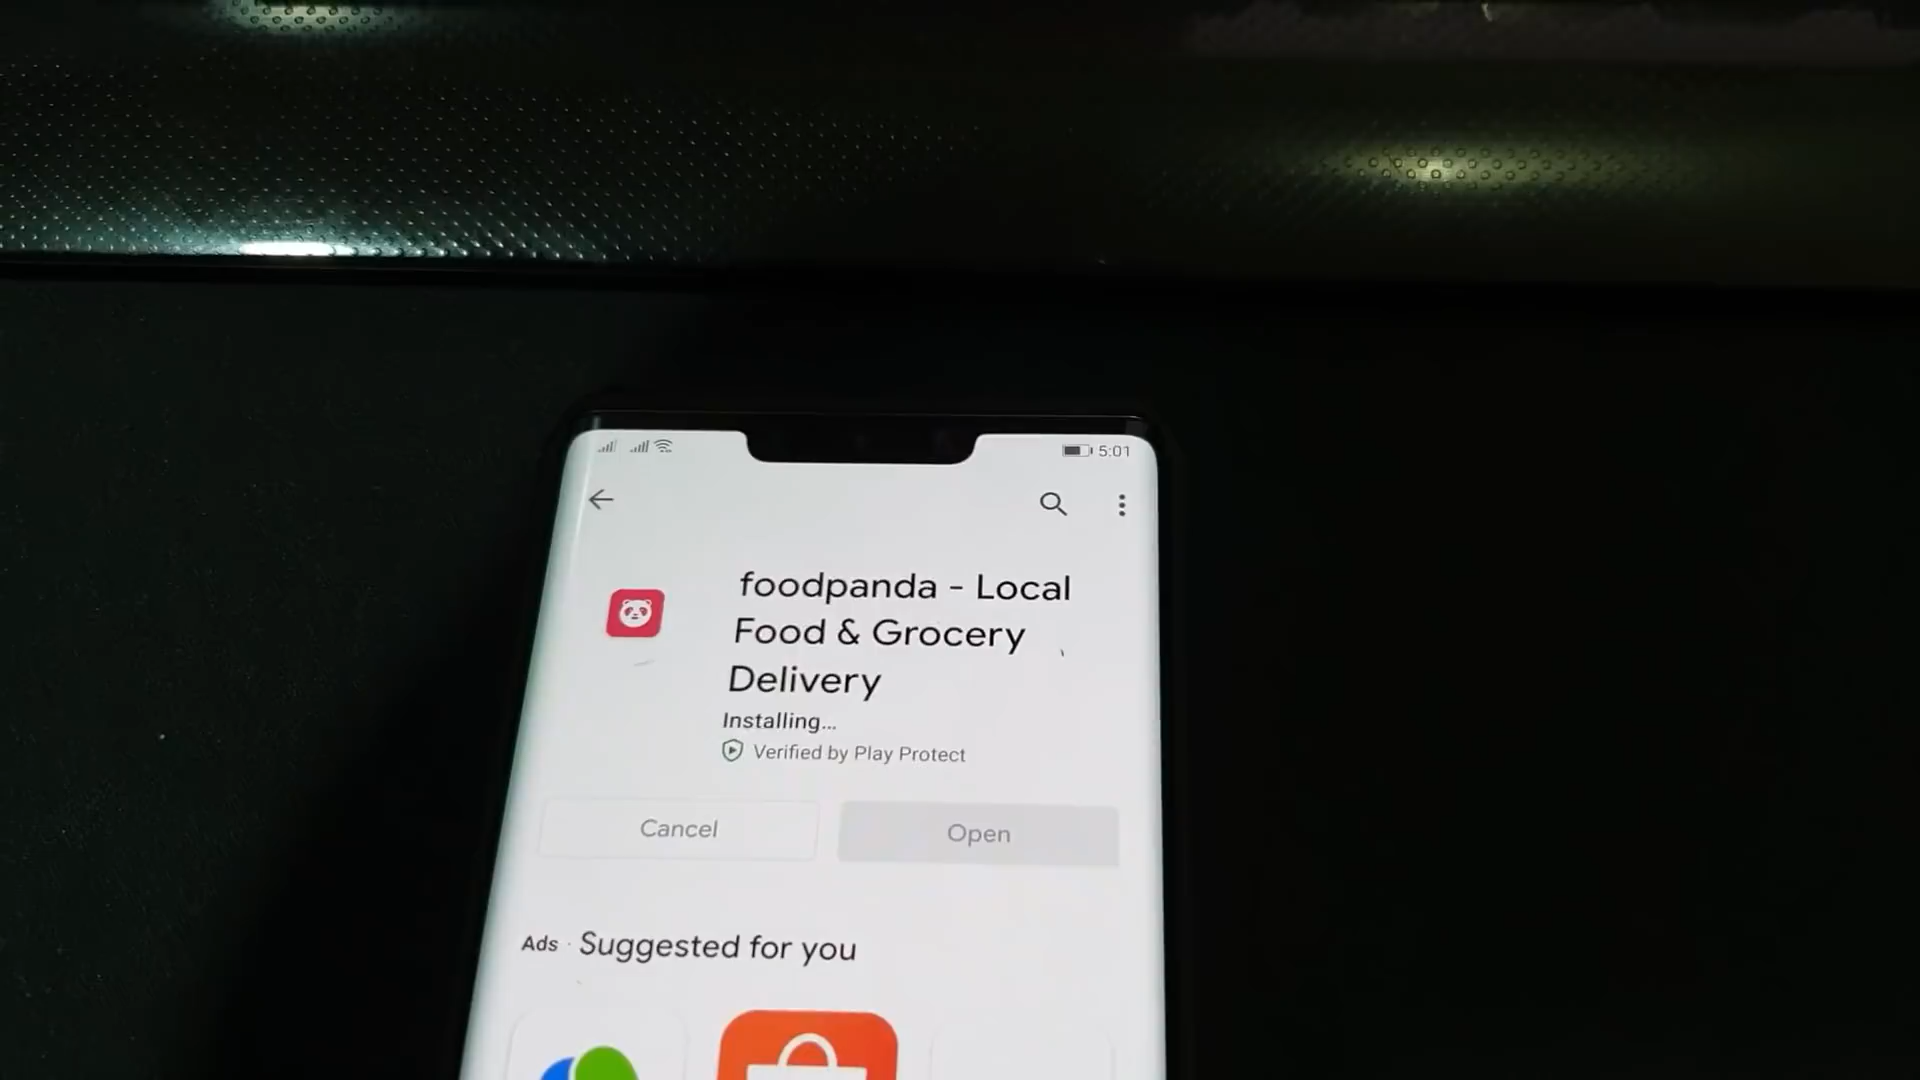 5:01
foodpanda - Local
Food & Grocery
Delivery
Installing...
Verified by Play Protect
Cancel
Open
Ads · Suggested for you